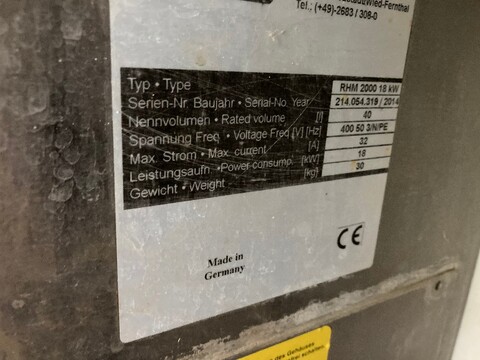 Tel.; (+49)-2683 / 308-0
Typ • Type RHM 2000 18 kW
Serien-Nr. Baujahr • Serial-No. Year 214.054.319 / 2014
Nennvolumen • Rated volume [l] 40
Spannung Freq. • Voltage Freq [V] [Hz] 400 50 3/N/PE
Max. Strom • Max. current [A] 32
Leistungsaufn. • Power consump. [kW] 18
Gewicht • Weight [kg] 30
Made in
Germany
CE
des Gehäuses